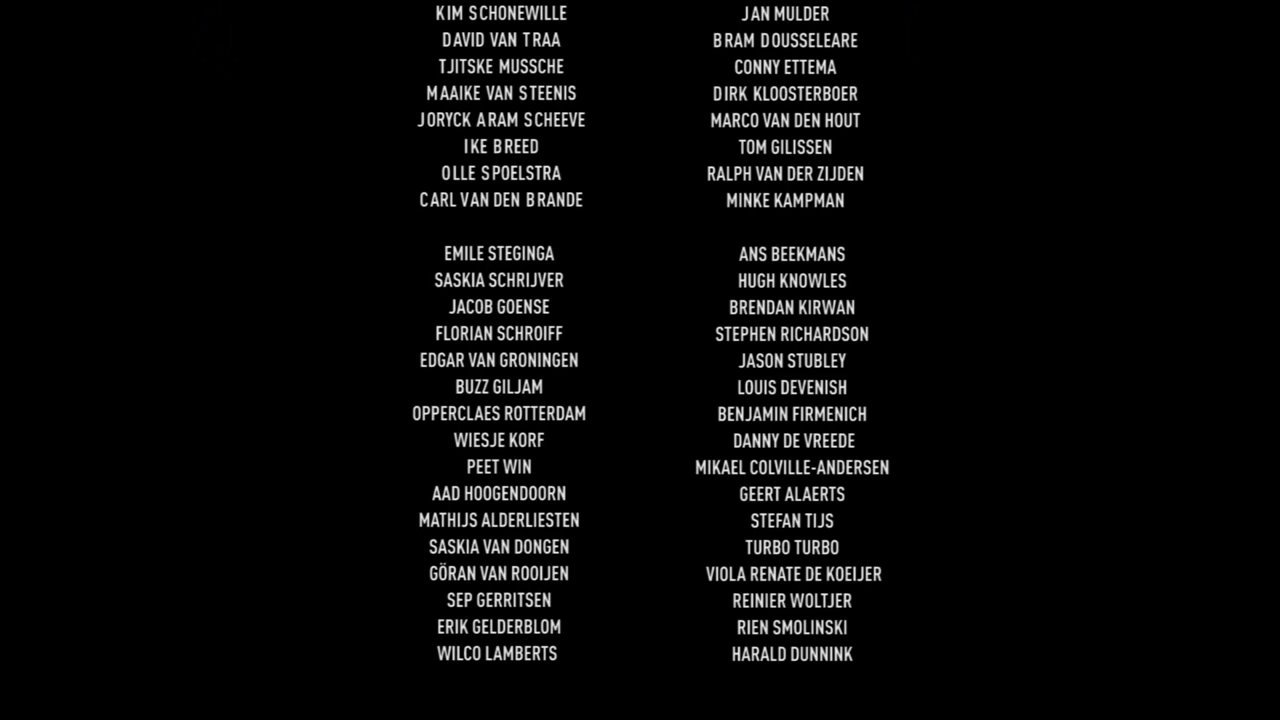 KIM SCHONEWILLE
DAVID VAN TRAA
TJITSKE MUSSCHE
MAAIKE VAN STEENIS
JORYCK ARAM SCHEEVE
IKE BREED
OLLE SPOELSTRA
CARL VAN DEN BRANDE
EMILE STEGINGA
SASKIA SCHRIJVER
JACOB GOENSE
FLORIAN SCHROIFF
EDGAR VAN GRONINGEN
BUZZ GILJAM
OPPERCLAES ROTTERDAM
WIESJE KORF
PEET WIN
AAD HOOGENDOORN
MATHIJS ALDERLIESTEN
SASKIA VAN DONGEN
GÖRAN VAN ROOIJEN
SEP GERRITSEN
ERIK GELDERBLOM
WILCO LAMBERTS
JAN MULDER
BRAM DOUSSELEARE
CONNY ETTEMA
DIRK KLOOSTERBOER
MARCO VAN DEN HOUT
TOM GILISSEN
RALPH VAN DER ZIJDEN
MINKE KAMPMAN
ANS BEEKMANS
HUGH KNOWLES
BRENDAN KIRWAN
STEPHEN RICHARDSON
JASON STUBLEY
LOUIS DEVENISH
BENJAMIN FIRMENICH
DANNY DE VREEDE
MIKAEL COLVILLE-ANDERSEN
GEERT ALAERTS
STEFAN TIJS
TURBO TURBO
VIOLA RENATE DE KOEIJER
REINIER WOLTJER
RIEN SMOLINSKI
HARALD DUNNINK